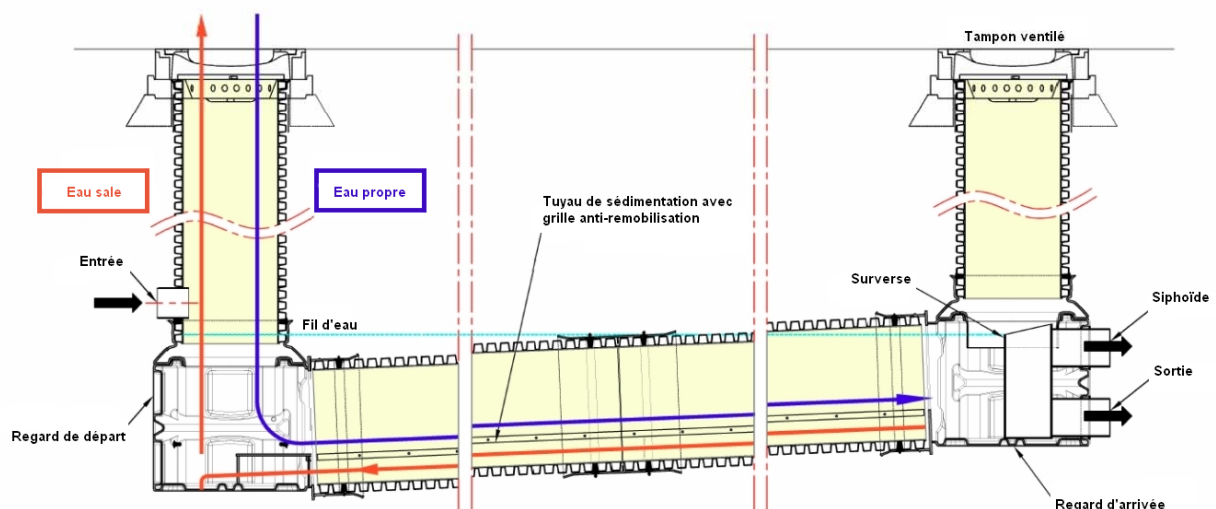 Tampon ventilé
Eau sale
Eau propre
Tuyau de sédimentation avec
grille anti-remobilisation
Entrée
Surverse
Siphoïde
Fil d'eau
Sortie
Regard de départ
Regard d'arrivée